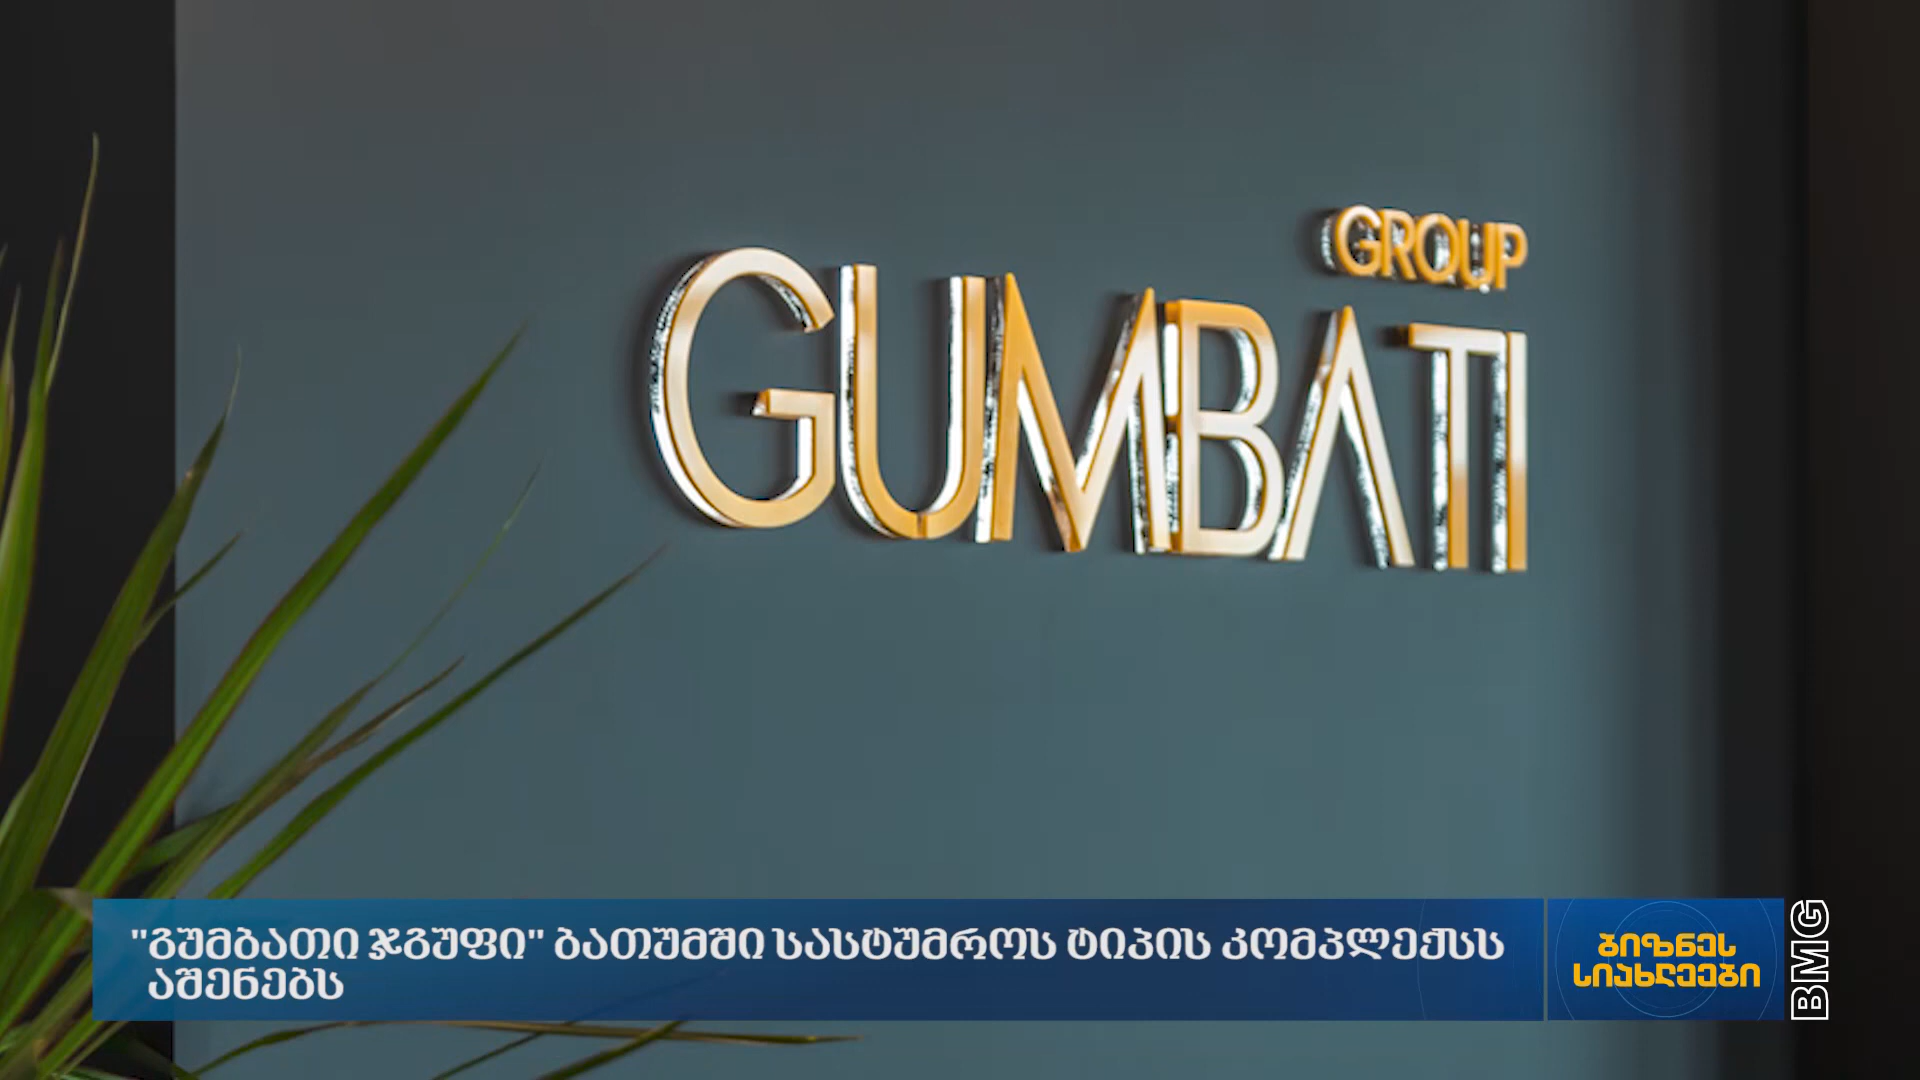 GROUP
GUMBATI
"გუმბათი ჯგუფი" ბათუმში სასტუმროს ტიპის კომპლექსს
აშენებს
ბიზნეს
სიახლეები
BMG